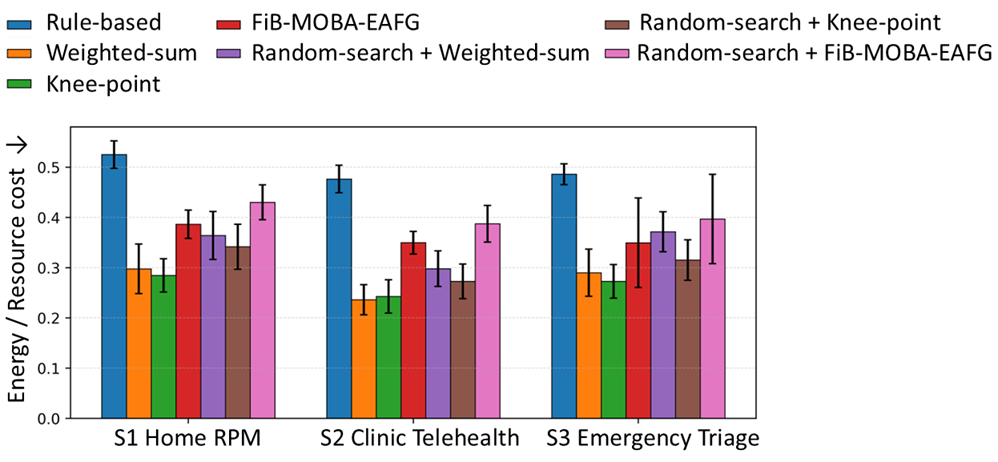 Rule-based
FiB-MOBA-EAFG
Random-search + Knee-point
Weighted-sum
Random-search + Weighted-sum
Random-search + FiB-MOBA-EAFG
Knee-point
Energy / Resource cost ↓
0.5
0.4
0.3
0.2
0.1
0.0
S1 Home RPM
S2 Clinic Telehealth
S3 Emergency Triage